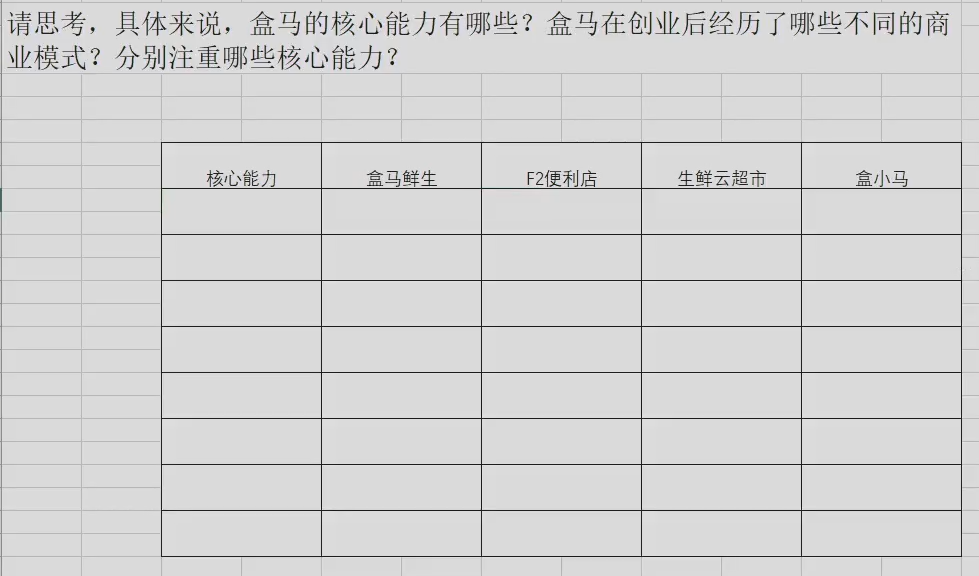 请思考，具体来说，盒马的核心能力有哪些？盒马在创业后经历了哪些不同的商
业模式？分别注重哪些核心能力？
核心能力 盒马鲜生 F2便利店 生鲜云超市 盒小马